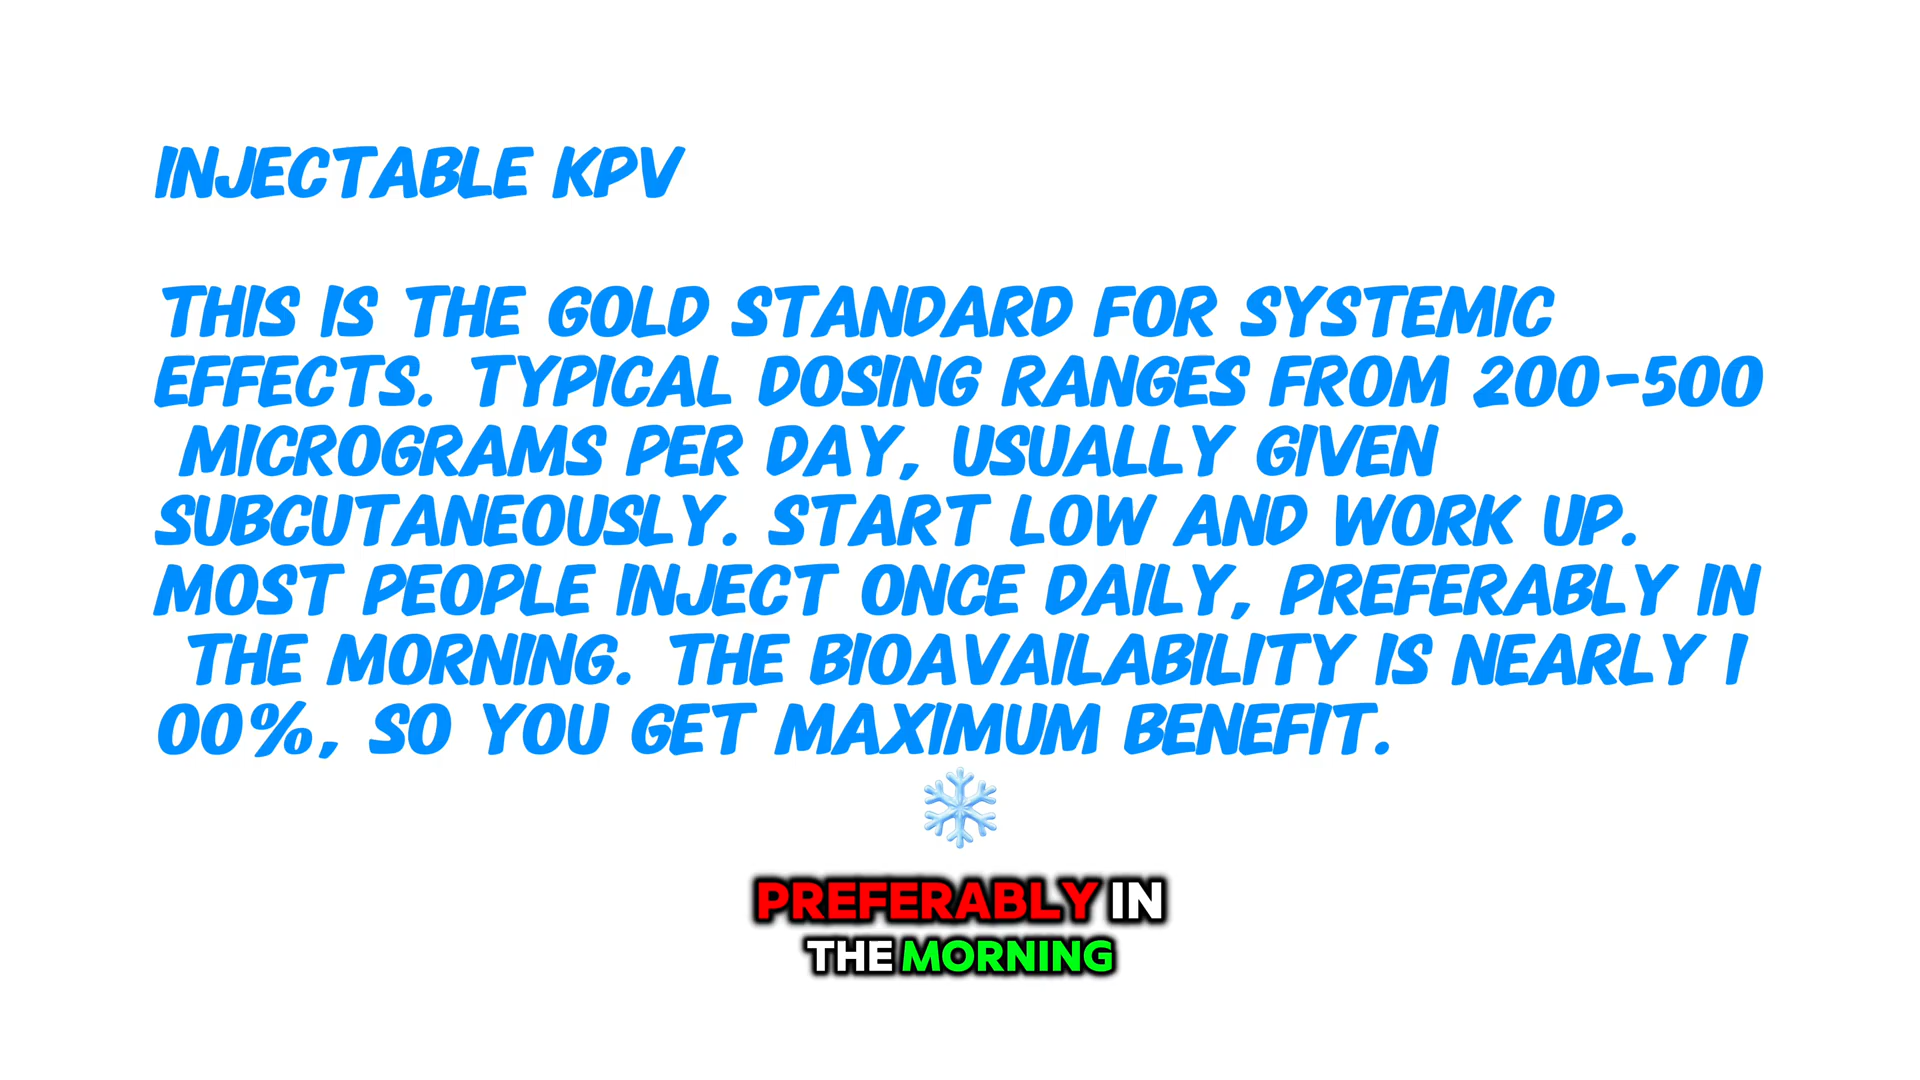 INJECTABLE KPV
THIS IS THE GOLD STANDARD FOR SYSTEMIC
EFFECTS. TYPICAL DOSING RANGES FROM 200-500
MICROGRAMS PER DAY, USUALLY GIVEN
SUBCUTANEOUSLY. START LOW AND WORK UP.
MOST PEOPLE INJECT ONCE DAILY, PREFERABLY IN
THE MORNING. THE BIOAVAILABILITY IS NEARLY 1
00%, SO YOU GET MAXIMUM BENEFIT.
PREFERABLY IN
THE MORNING